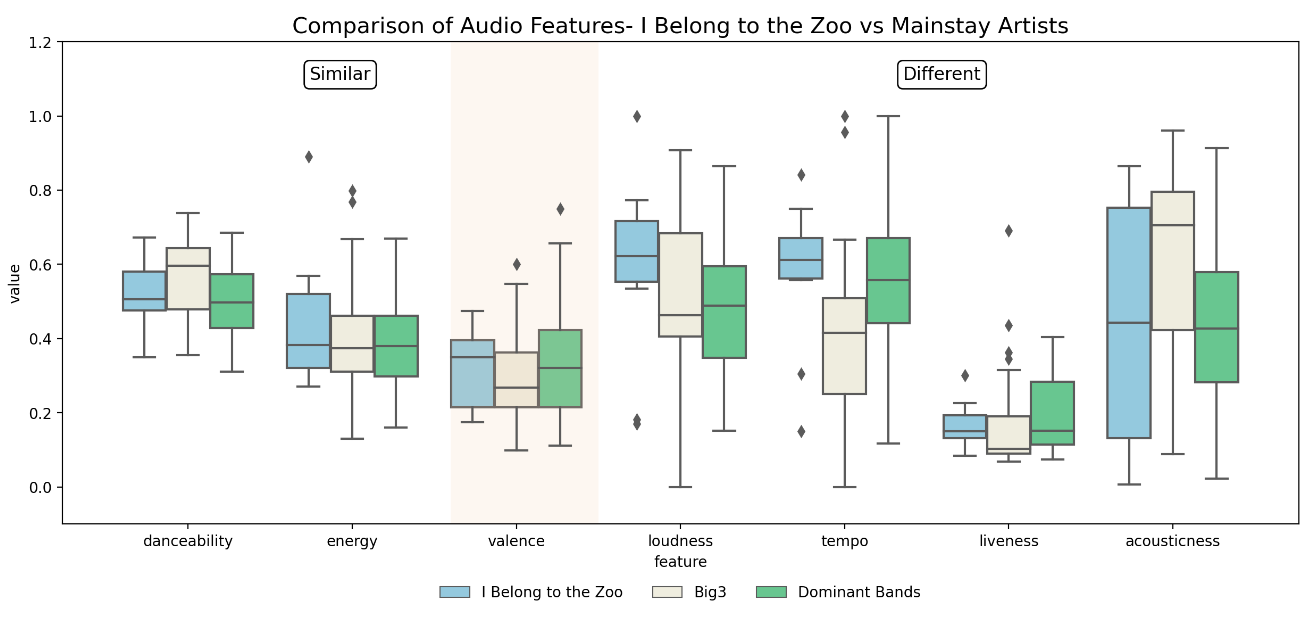 Comparison of Audio Features- I Belong to the Zoo vs Mainstay Artists
Similar
Different
1.2
1.0
0.8
0.6
0.4
0.2
0.0
value
danceability energy valence loudness tempo liveness acousticness
feature
I Belong to the Zoo Big3 Dominant Bands